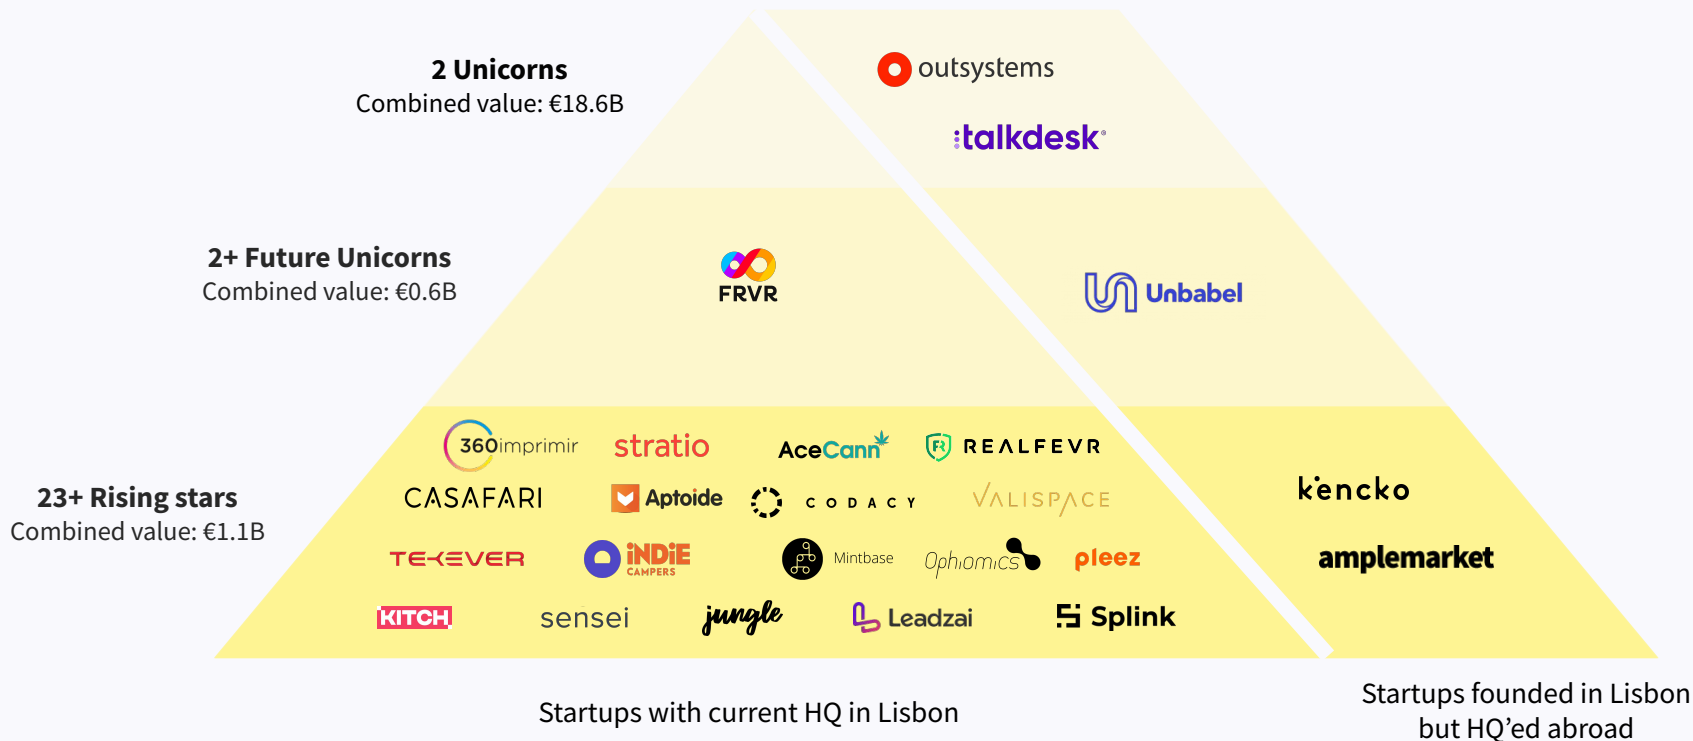 2 Unicorns
Combined value: €18.6B
outsystems
talkdesk
2+ Future Unicorns
Combined value: €0.6B
FRVR
Unbabel
23+ Rising stars
Combined value: €1.1B
360imprimir
stratio
AceCann
FR
REALFEVR
CASAFARI
Aptoide
CODACY
VALISPACE
TEKEVER
iNDiE
CAMPERS
Mintbase
Ophiomics
pleez
KITCH
sensei
jungle
Leadzai
Splink
kencko
amplemarket
Startups with current HQ in Lisbon
Startups founded in Lisbon
but HQ’ed abroad